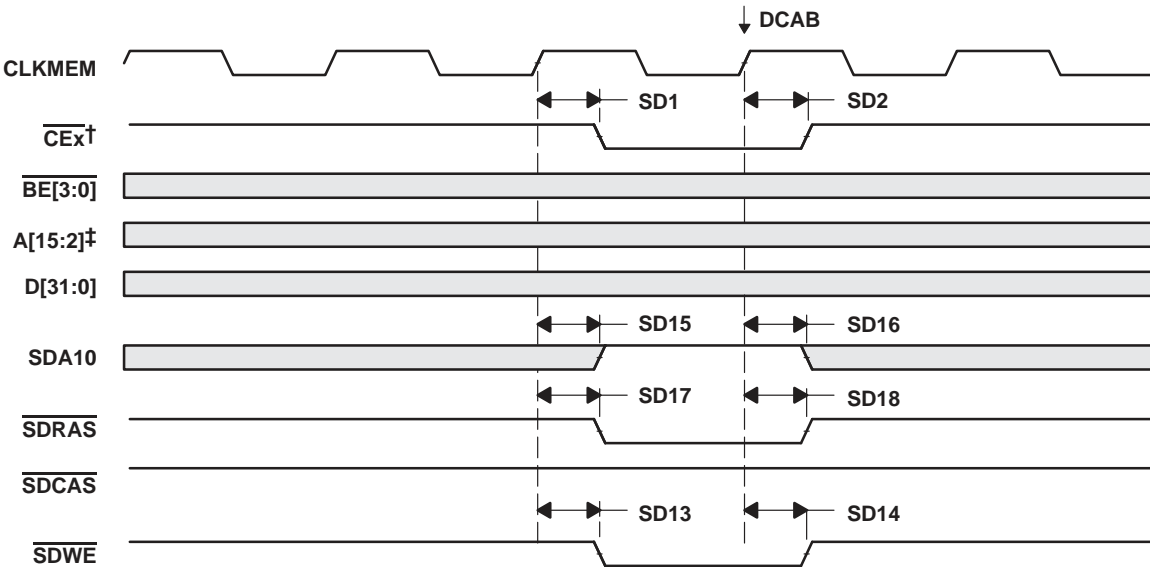 DCAB
CLKMEM
SD1 SD2
CEx†
BE[3:0]
A[15:2]‡
D[31:0]
SD15 SD16
SDA10
SD17 SD18
SDRAS
SDCAS
SD13 SD14
SDWE